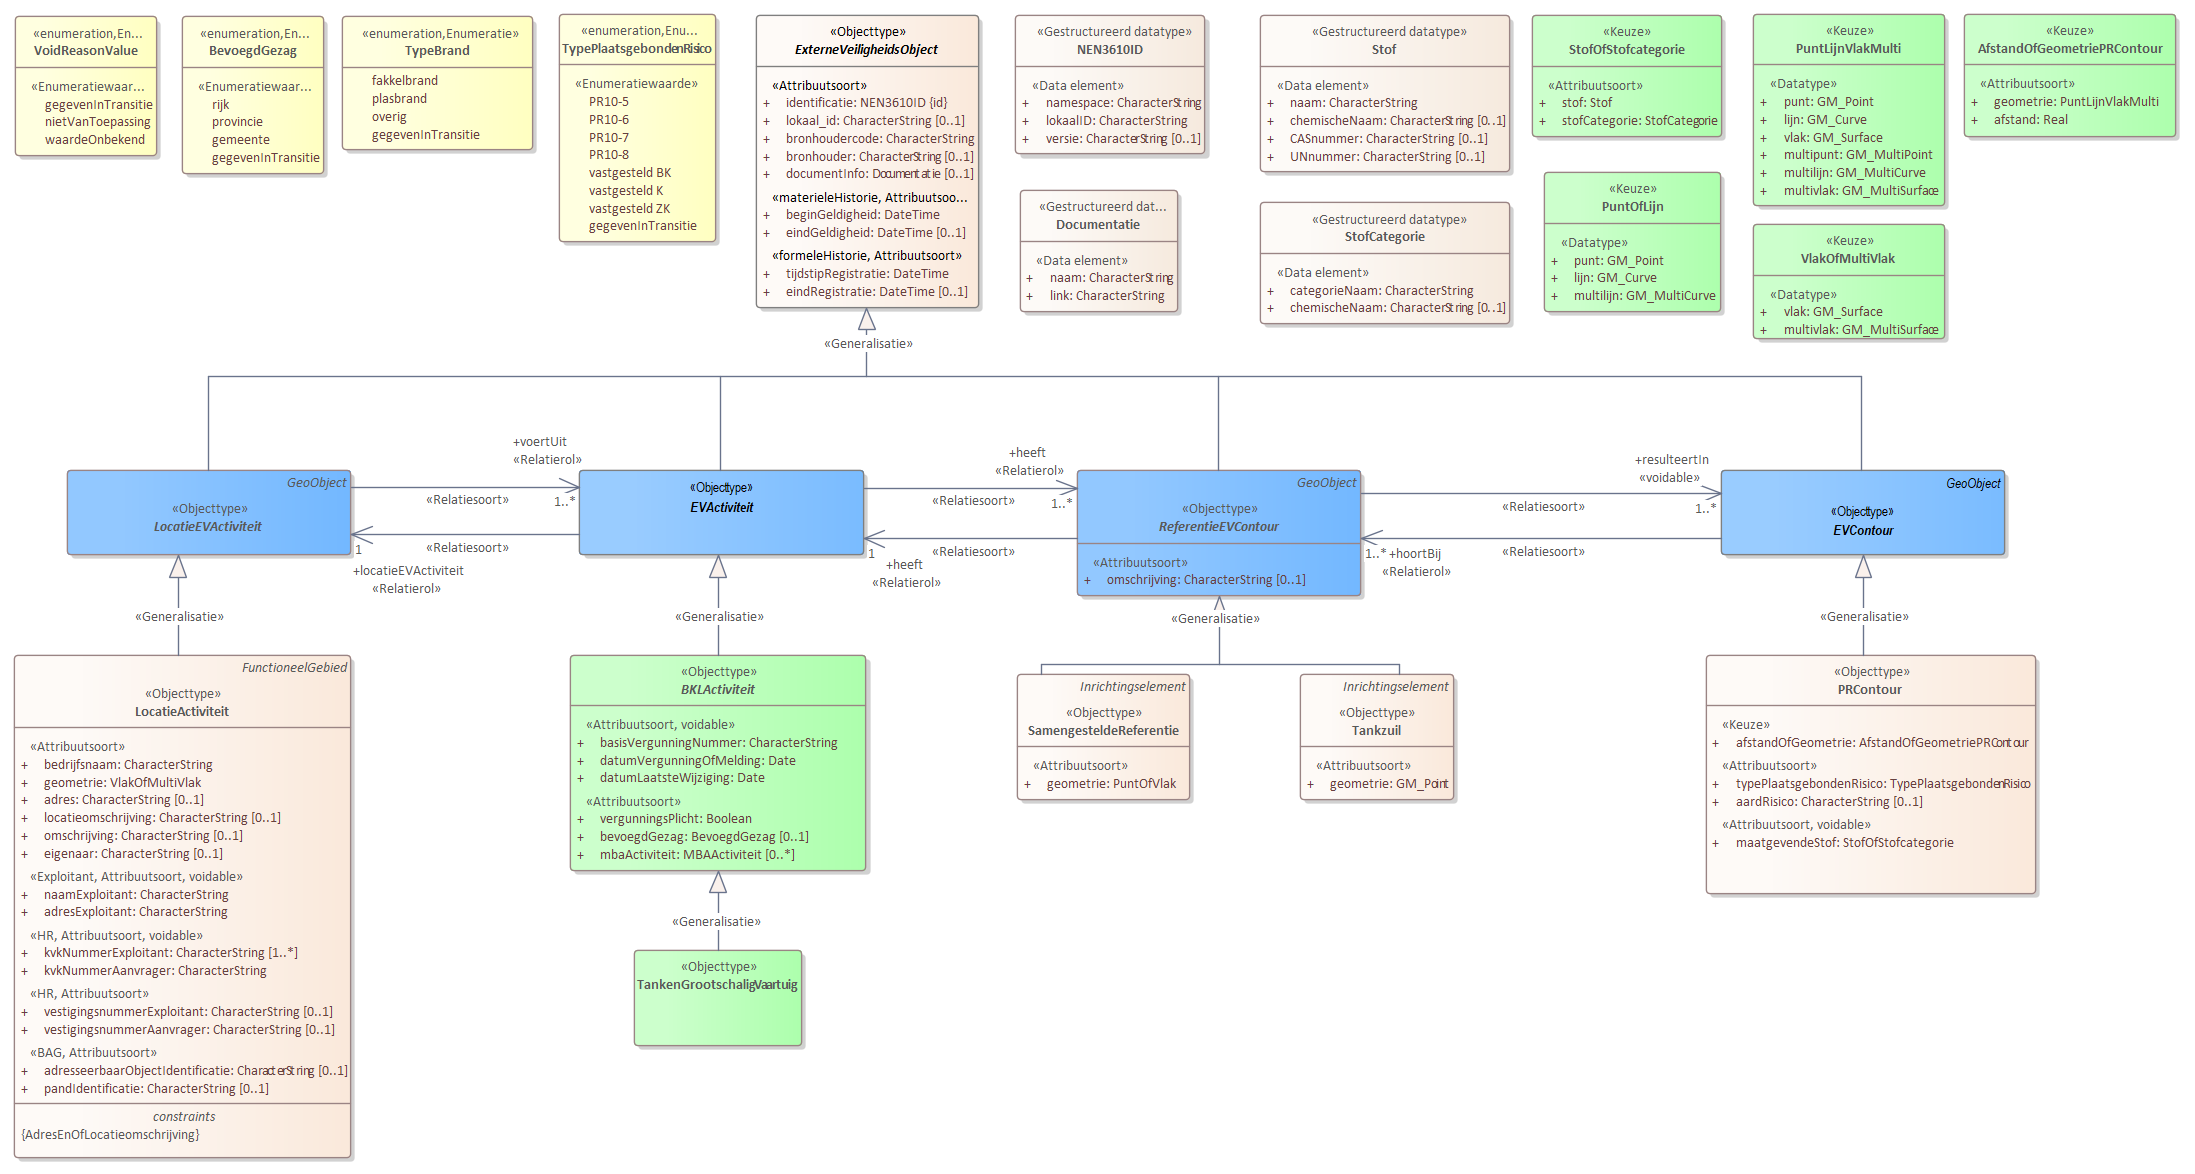 «enumeration,En...
VoidReasonValue
«Enumeratiewaar...
gegevenInTransitie
nietVanToepassing
waardeOnbekend
«enumeration,En...
BevoegdGezag
«Enumeratiewaar...
rijk
provincie
gemeente
gegevenInTransitie
«enumeration,Enumeratie»
TypeBrand
fakkelbrand
plasbrand
overig
gegevenInTransitie
«enumeration,Enu...
TypePlaatsgebondenRisico
«Enumeratiewaarde»
PR10-5
PR10-6
PR10-7
PR10-8
vastgesteld BK
vastgesteld K
vastgesteld ZK
gegevenInTransitie
«Objecttype»
ExterneVeiligheidsObject
«Attribuutsoort»
+ identificatie: NEN3610ID {id}
+ lokaal_id: CharacterString [0..1]
+ bronhoudercode: CharacterString
+ bronhouder: CharacterString [0..1]
+ documentInfo: Documentatie [0..1]
«materieleHistorie, Attribuutsoo...
+ beginGeldigheid: DateTime
+ eindGeldigheid: DateTime [0..1]
«formeleHistorie, Attribuutsoort»
+ tijdstipRegistratie: DateTime
+ eindRegistratie: DateTime [0..1]
«Gestructureerd datatype»
NEN3610ID
«Data element»
+ namespace: CharacterString
+ lokaalID: CharacterString
+ versie: CharacterString [0..1]
«Gestructureerd dat...
Documentatie
«Data element»
+ naam: CharacterString
+ link: CharacterString
«Gestructureerd datatype»
Stof
«Data element»
+ naam: CharacterString
+ chemischeNaam: CharacterString [0..1]
+ CASnummer: CharacterString [0..1]
+ UNnummer: CharacterString [0..1]
«Gestructureerd datatype»
StofCategorie
«Data element»
+ categorieNaam: CharacterString
+ chemischeNaam: CharacterString [0..1]
«Keuze»
StofOfStofcategorie
«Attribuutsoort»
+ stof: Stof
+ stofCategorie: StofCategorie
«Keuze»
PuntOfLijn
«Datatype»
+ punt: GM_Point
+ lijn: GM_Curve
+ multilijn: GM_MultiCurve
«Keuze»
PuntLijnVlakMulti
«Datatype»
+ punt: GM_Point
+ lijn: GM_Curve
+ vlak: GM_Surface
+ multipunt: GM_MultiPoint
+ multilijn: GM_MultiCurve
+ multivlak: GM_MultiSurface
«Keuze»
VlakOfMultiVlak
«Datatype»
+ vlak: GM_Surface
+ multivlak: GM_MultiSurface
«Keuze»
AfstandOfGeometriePRContour
«Attribuutsoort»
+ geometrie: PuntLijnVlakMulti
+ afstand: Real
«Generalisatie»
GeoObject
«Objecttype»
LocatieEVActiviteit
+voertUit
«Relatierol»
«Relatiesoort»
1..*
«Relatiesoort»
1
+locatieEVActiviteit
«Relatierol»
«Objecttype»
EVActiviteit
+heeft
«Relatierol»
«Relatiesoort»
1..*
«Relatiesoort»
1
+heeft
«Relatierol»
GeoObject
«Objecttype»
ReferentieEVContour
«Attribuutsoort»
+ omschrijving: CharacterString [0..1]
+resulteertIn
«voidable»
«Relatiesoort»
1..*
«Relatiesoort»
1..* +hoortBij
«Relatierol»
GeoObject
«Objecttype»
EVContour
«Generalisatie»
«Generalisatie»
«Generalisatie»
«Generalisatie»
FunctioneelGebied
«Objecttype»
LocatieActiviteit
«Attribuutsoort»
+ bedrijfsnaam: CharacterString
+ geometrie: VlakOfMultiVlak
+ adres: CharacterString [0..1]
+ locatieomschrijving: CharacterString [0..1]
+ omschrijving: CharacterString [0..1]
+ eigenaar: CharacterString [0..1]
«Exploitant, Attribuutsoort, voidable»
+ naamExploitant: CharacterString
+ adresExploitant: CharacterString
«HR, Attribuutsoort, voidable»
+ kvkNummerExploitant: CharacterString [1..*]
+ kvkNummerAanvrager: CharacterString
«HR, Attribuutsoort»
+ vestigingsnummerExploitant: CharacterString [0..1]
+ vestigingsnummerAanvrager: CharacterString [0..1]
«BAG, Attribuutsoort»
+ adresseerbaarObjectIdentificatie: CharacterString [0..1]
+ pandIdentificatie: CharacterString [0..1]
constraints
{AdresEnOfLocatieomschrijving}
«Objecttype»
BKLActiviteit
«Attribuutsoort, voidable»
+ basisVergunningNummer: CharacterString
+ datumVergunningOfMelding: Date
+ datumLaatsteWijziging: Date
«Attribuutsoort»
+ vergunningsPlicht: Boolean
+ bevoegdGezag: BevoegdGezag [0..1]
+ mbaActiviteit: MBAActiviteit [0..*]
«Generalisatie»
«Objecttype»
TankenGrootschaligVaartuig
Inrichtingselement
«Objecttype»
SamengesteldeReferentie
«Attribuutsoort»
+ geometrie: PuntOfVlak
Inrichtingselement
«Objecttype»
Tankzuil
«Attribuutsoort»
+ geometrie: GM_Point
«Objecttype»
PRContour
«Keuze»
+ afstandOfGeometrie: AfstandOfGeometriePRContour
«Attribuutsoort»
+ typePlaatsgebondenRisico: TypePlaatsgebondenRisico
+ aardRisico: CharacterString [0..1]
«Attribuutsoort, voidable»
+ maatgevendeStof: StofOfStofcategorie